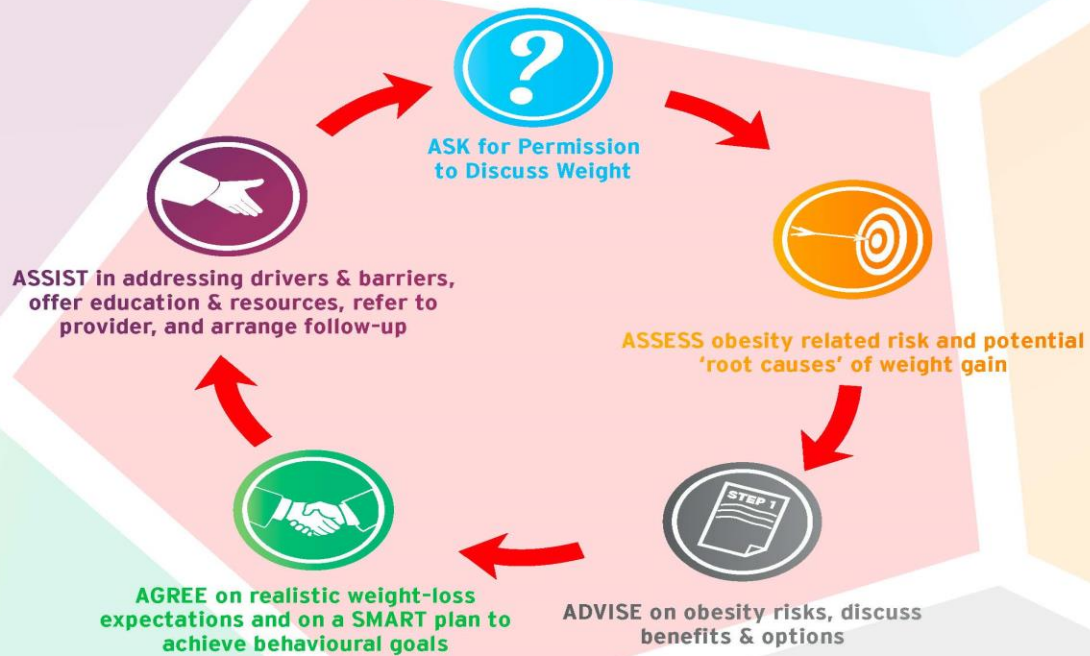 ?
ASK for Permission
to Discuss Weight
ASSESS obesity related risk and potential
‘root causes’ of weight gain
STEP 1
ADVISE on obesity risks, discuss
benefits & options
AGREE on realistic weight-loss
expectations and on a SMART plan to
achieve behavioural goals
ASSIST in addressing drivers & barriers,
offer education & resources, refer to
provider, and arrange follow-up